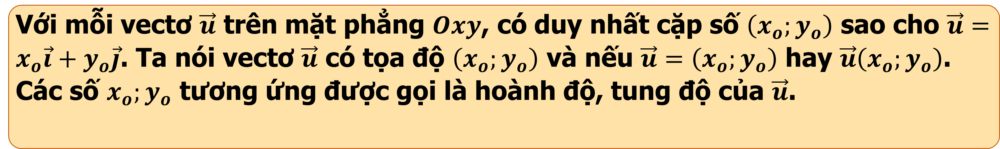 Với mỗi vectơ $\vec{u}$ trên mặt phẳng $Oxy$, có duy nhất cặp số $(x_o; y_o)$ sao cho $\vec{u} =$
$x_o\vec{\imath} + y_o\vec{\jmath}$. Ta nói vectơ $\vec{u}$ có tọa độ $(x_o; y_o)$ và nếu $\vec{u} = (x_o; y_o)$ hay $\vec{u}(x_o; y_o)$.
Các số $x_o; y_o$ tương ứng được gọi là hoành độ, tung độ của $\vec{u}$.